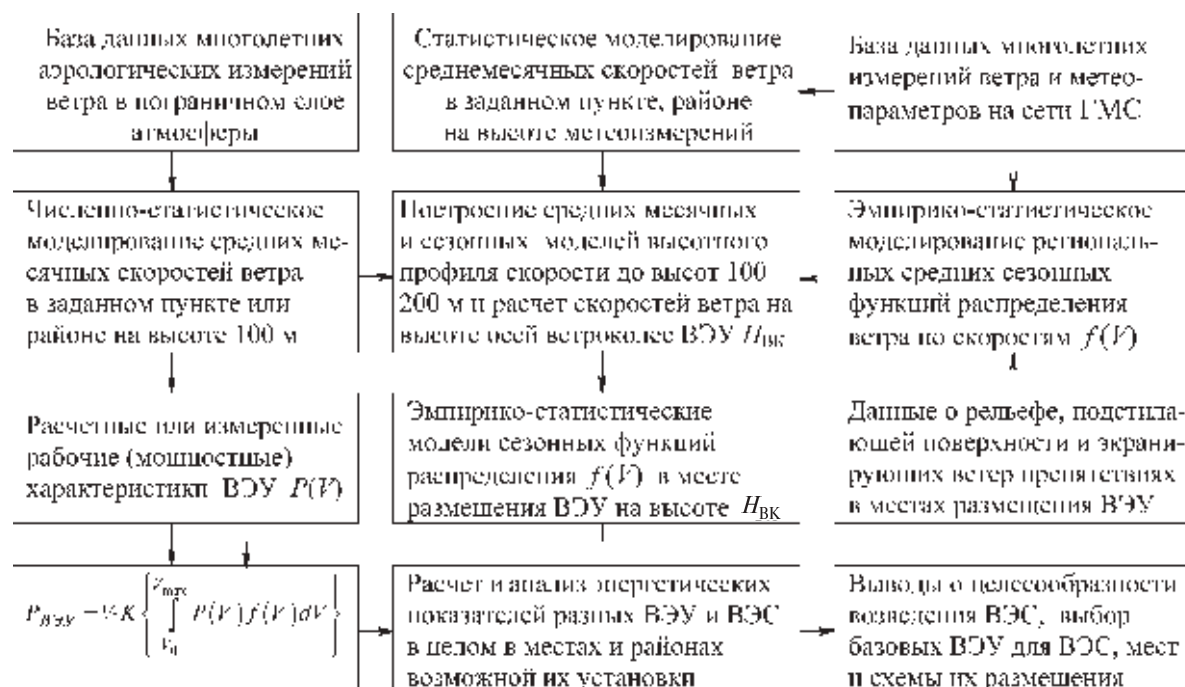 База данных многолетних
аэрологических измерений
ветра в пограничном слое
атмосферы
Статистическое моделирование
среднемесячных скоростей ветра
в заданном пункте, районе
на высоте метеоизмерений
База данных многолетних
измерений ветра и метео-
параметров на сети ГМС
Численно-статистическое
моделирование средних ме-
сячных скоростей ветра
в заданном пункте или
районе на высоте 100 м
Построение средних месячных
и сезонных моделей высотного
профиля скорости до высот 100
200 м и расчет скоростей ветра на
высоте осей ветроколес ВЭУ H_ВК
Эмпирико-статистическое
моделирование региональ-
ных средних сезонных
функций распределения
ветра по скоростям f(V)
Расчетные или измеренные
рабочие (мощностные)
характеристики ВЭУ P(V)
Эмпирико-статистические
модели сезонных функций
распределения f(V) в месте
размещения ВЭУ на высоте H_ВК
Данные о рельефе, подстила-
ющей поверхности и экрани-
рующих ветер препятствиях
в местах размещения ВЭУ
P_ВЭУ = ½K { ∫ P(V) f(V) dV }
Расчет и анализ энергетических
показателей разных ВЭУ и ВЭС
в целом в местах и районах
возможной их установки
Выводы о целесообразности
возведения ВЭС, выбор
базовых ВЭУ для ВЭС, мест
и схемы их размещения